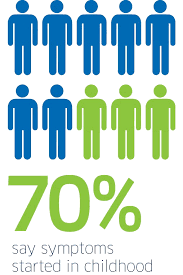 70%
say symptoms
started in childhood